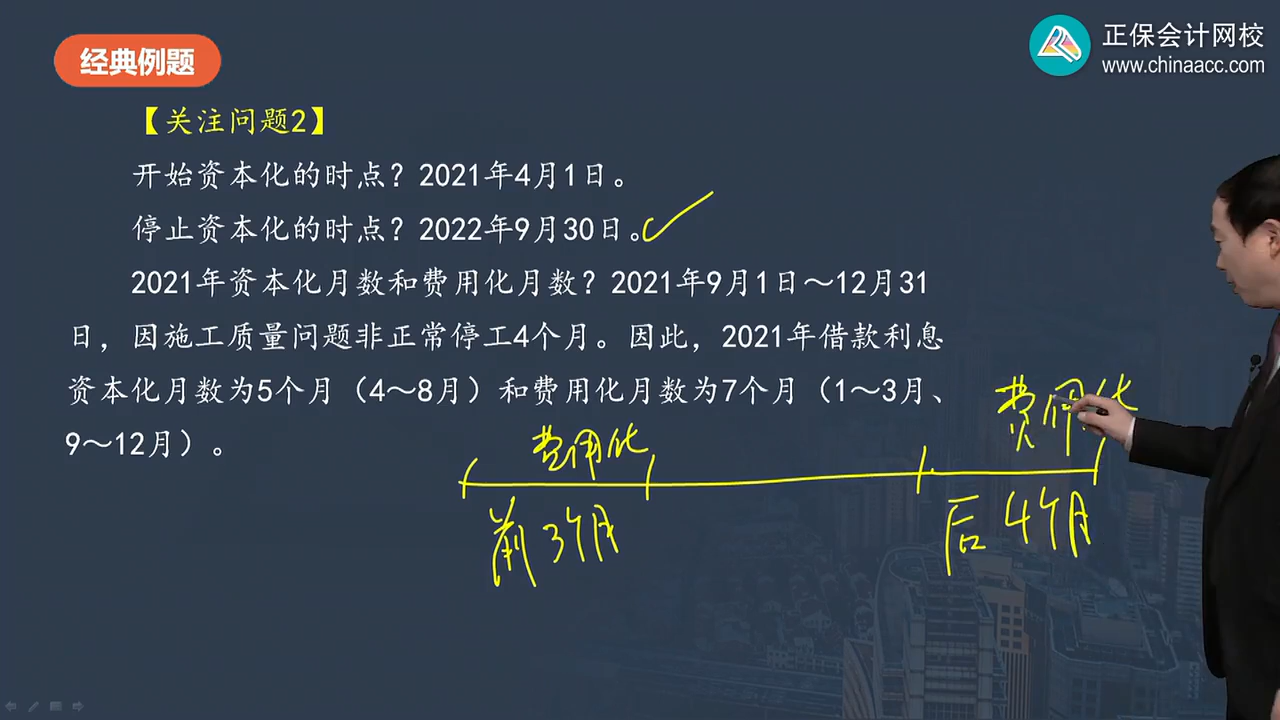 经典例题
正保会计网校
www.chinaacc.com
【关注问题2】
开始资本化的时点？2021年4月1日。
停止资本化的时点？2022年9月30日。
2021年资本化月数和费用化月数？2021年9月1日～12月31
日，因施工质量问题非正常停工4个月。因此，2021年借款利息
资本化月数为5个月（4～8月）和费用化月数为7个月（1～3月、
9～12月）。
费用化
费用化
前3个月
后4个月